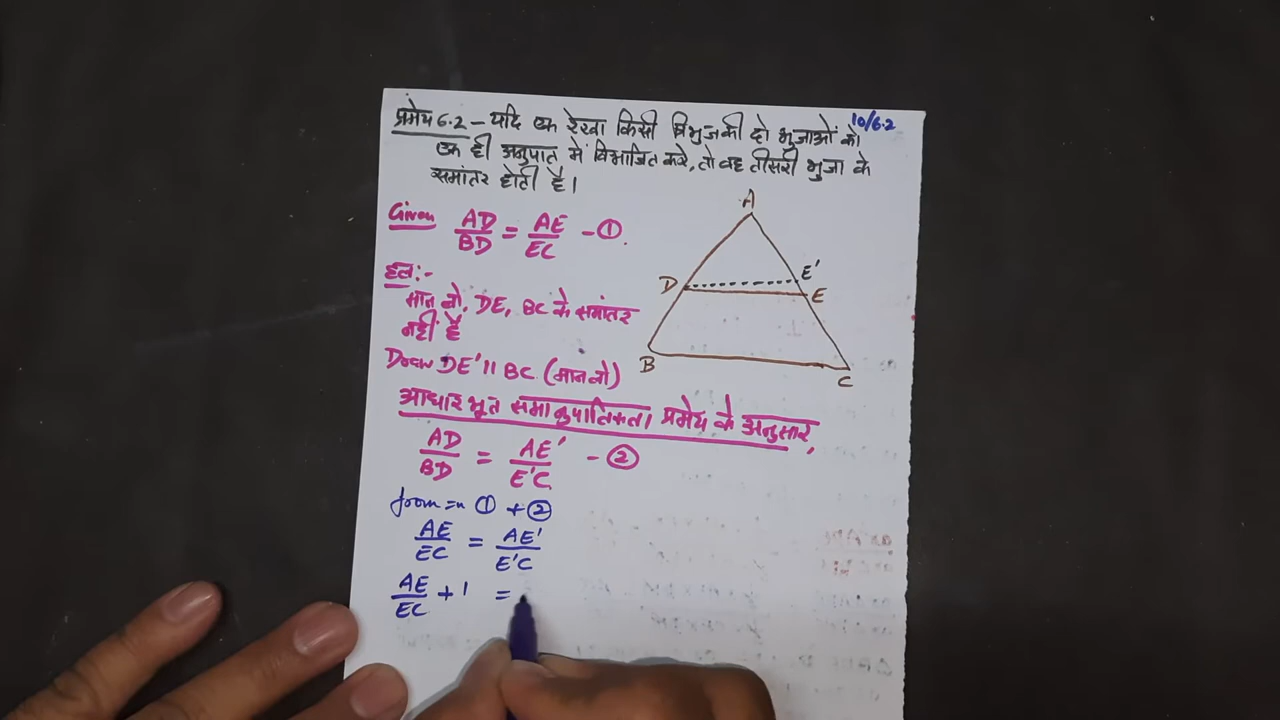 10/6.2
प्रमेय 6.2 – यदि एक रेखा किसी त्रिभुज की दो भुजाओं को
एक ही अनुपात में विभाजित करे, तो वह तीसरी भुजा के
समांतर होती है।
Given AD/BD = AE/EC – ①.
हल:-
मान लो, DE, BC के समांतर
नहीं है
Draw DE' || BC (मान लो)
आधारभूत समानुपातिकता प्रमेय के अनुसार,
AD/BD = AE'/E'C – ②
from =n ① + ②
AE/EC = AE'/E'C
AE/EC + 1 =
A
D
E'
E
B
C